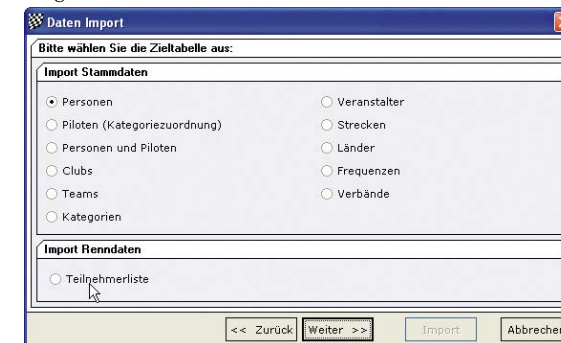 Daten Import
Bitte wählen Sie die Zieltabelle aus:
Import Stammdaten
Personen
Piloten (Kategoriezuordnung)
Personen und Piloten
Clubs
Teams
Kategorien
Veranstalter
Strecken
Länder
Frequenzen
Verbände
Import Renndaten
Teilnehmerliste
<< Zurück Weiter >> Import Abbrechen